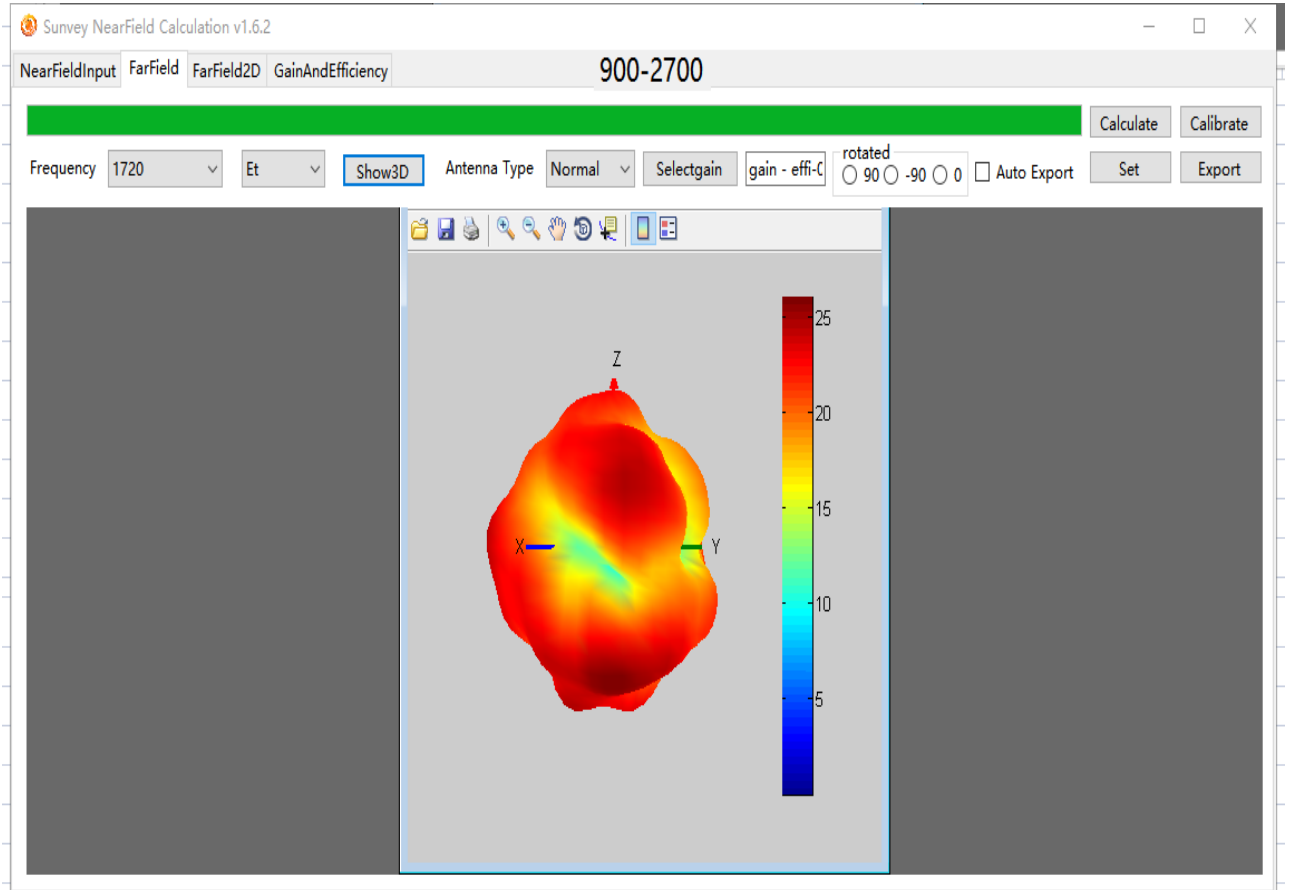 Sunvey NearField Calculation v1.6.2
NearFieldInput FarField FarField2D GainAndEfficiency 900-2700
Calculate Calibrate
Frequency 1720 Et Show3D Antenna Type Normal Selectgain gain - effi-C rotated 90 -90 0 Auto Export Set Export
25
Z
20
15
X Y
10
5